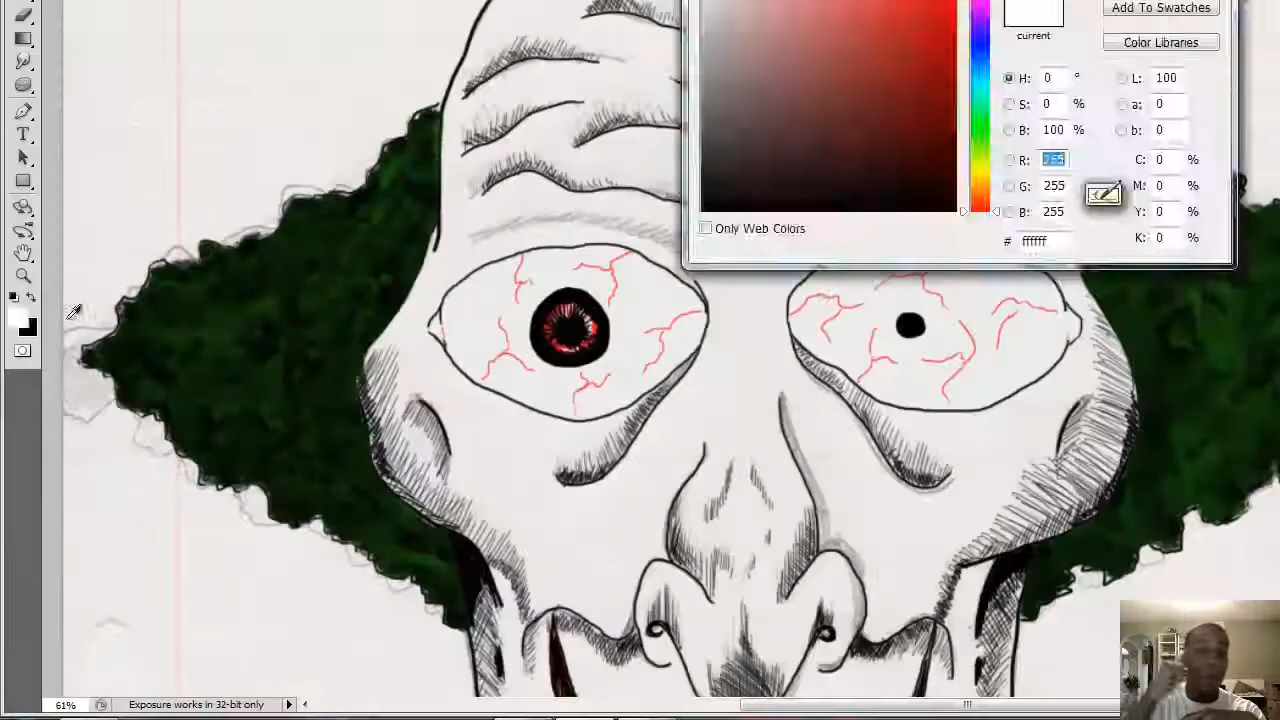 Add To Swatches
current
Color Libraries
H: 0 °
L: 100
S: 0 %
a: 0
B: 100 %
b: 0
R: 255
C: 0 %
G: 255
M: 0 %
B: 255
Y: 0 %
Only Web Colors
# ffffff
K: 0 %
T
61%
Exposure works in 32-bit only